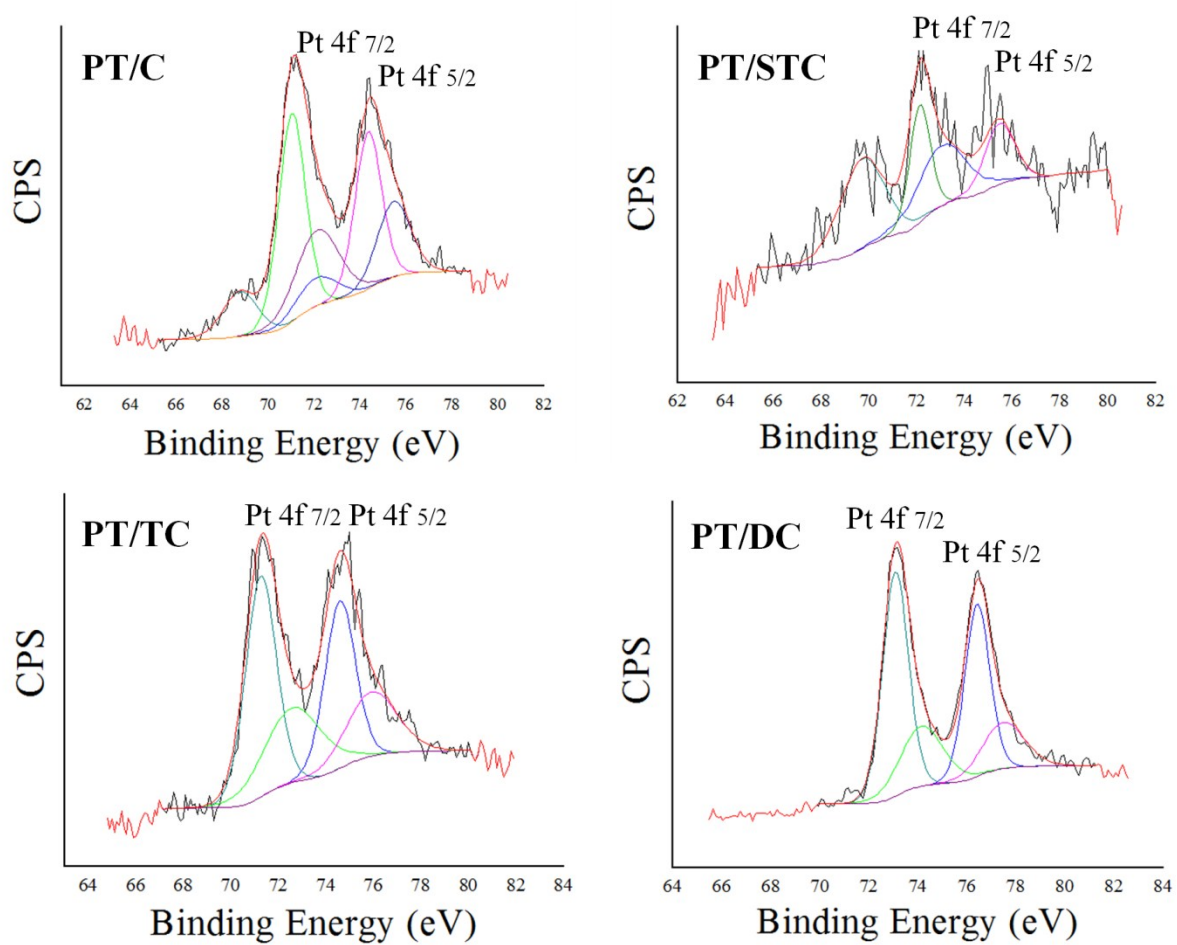 PT/C
Pt 4f 7/2
Pt 4f 5/2
CPS
62 64 66 68 70 72 74 76 78 80 82
Binding Energy (eV)
PT/STC
Pt 4f 7/2
Pt 4f 5/2
CPS
62 64 66 68 70 72 74 76 78 80 82
Binding Energy (eV)
PT/TC
Pt 4f 7/2 Pt 4f 5/2
CPS
64 66 68 70 72 74 76 78 80 82 84
Binding Energy (eV)
PT/DC
Pt 4f 7/2
Pt 4f 5/2
CPS
64 66 68 70 72 74 76 78 80 82 84
Binding Energy (eV)